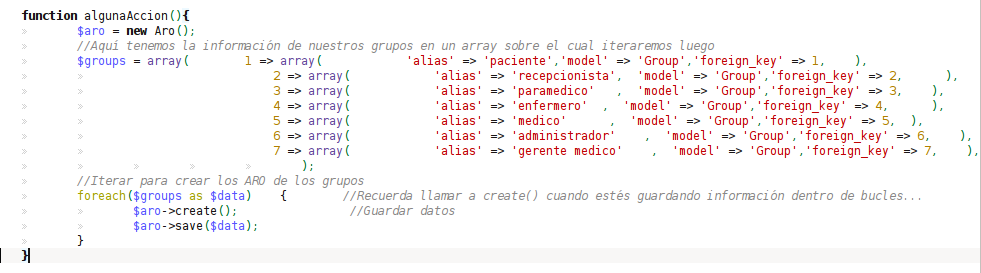 function algunaAccion(){
$aro = new Aro();
//Aquí tenemos la información de nuestros grupos en un array sobre el cual iteraremos luego
$groups = array( 1 => array( 'alias' => 'paciente','model' => 'Group','foreign_key' => 1, ),
2 => array( 'alias' => 'recepcionista', 'model' => 'Group','foreign_key' => 2, ),
3 => array( 'alias' => 'paramedico' , 'model' => 'Group','foreign_key' => 3, ),
4 => array( 'alias' => 'enfermero' , 'model' => 'Group','foreign_key' => 4, ),
5 => array( 'alias' => 'medico' , 'model' => 'Group','foreign_key' => 5, ),
6 => array( 'alias' => 'administrador' , 'model' => 'Group','foreign_key' => 6, ),
7 => array( 'alias' => 'gerente medico' , 'model' => 'Group','foreign_key' => 7, ),
);
//Iterar para crear los ARO de los grupos
foreach($groups as $data) { //Recuerda llamar a create() cuando estés guardando información dentro de bucles...
$aro->create(); //Guardar datos
$aro->save($data);
}
}